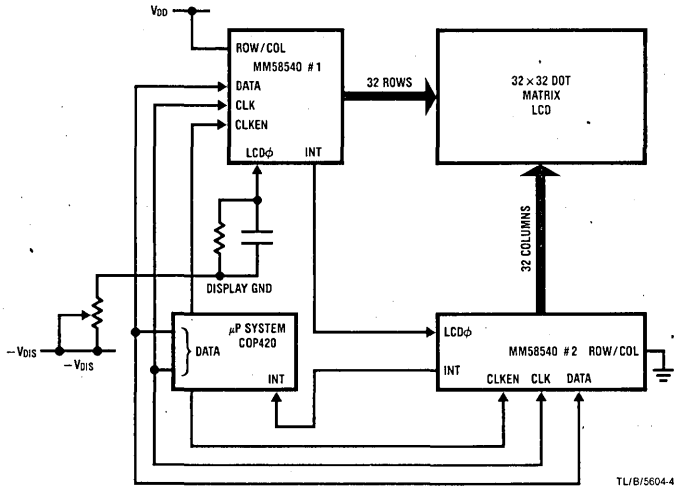 VDD
ROW/COL
MM58540 #1
DATA
CLK
CLKEN
LCDϕ
INT
32 ROWS
32 × 32 DOT
MATRIX
LCD
32 COLUMNS
DISPLAY GND
−VDIS
−VDIS
μP SYSTEM
COP420
DATA
INT
LCDϕ
MM58540 #2
ROW/COL
INT
CLKEN
CLK
DATA
TL/B/5604-4